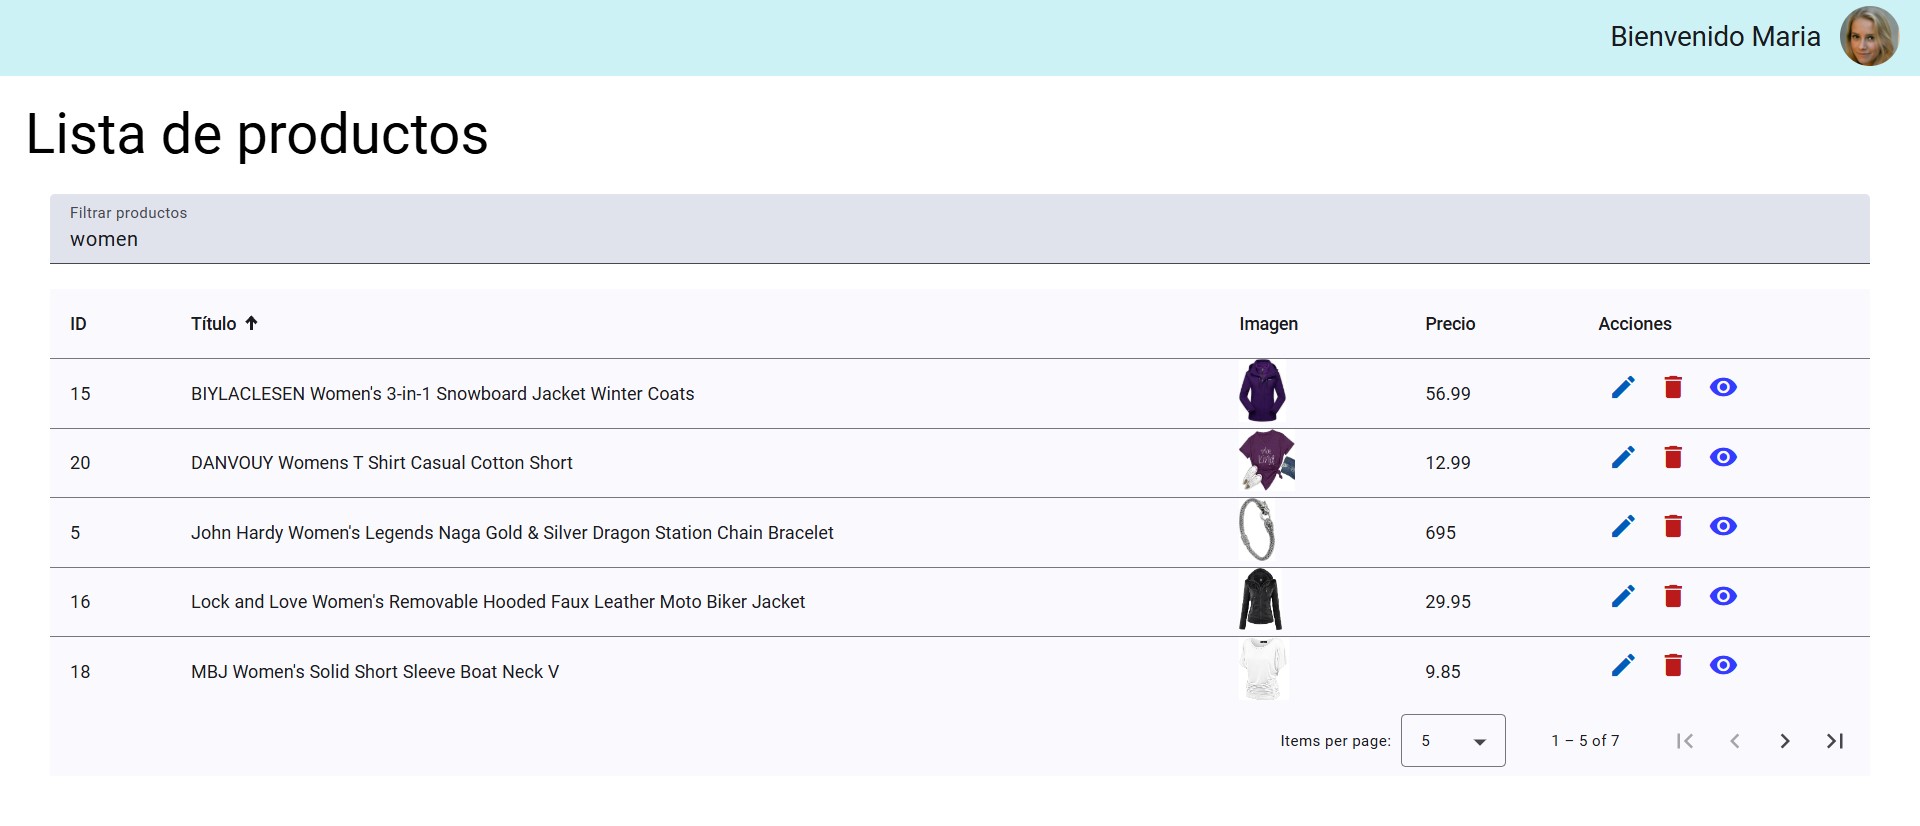 Bienvenido Maria
Lista de productos
Filtrar productos
women
ID Título Imagen Precio Acciones
15 BIYLACLESEN Women's 3-in-1 Snowboard Jacket Winter Coats 56.99
20 DANVOUY Womens T Shirt Casual Cotton Short 12.99
5 John Hardy Women's Legends Naga Gold & Silver Dragon Station Chain Bracelet 695
16 Lock and Love Women's Removable Hooded Faux Leather Moto Biker Jacket 29.95
18 MBJ Women's Solid Short Sleeve Boat Neck V 9.85
Items per page: 5 1 – 5 of 7